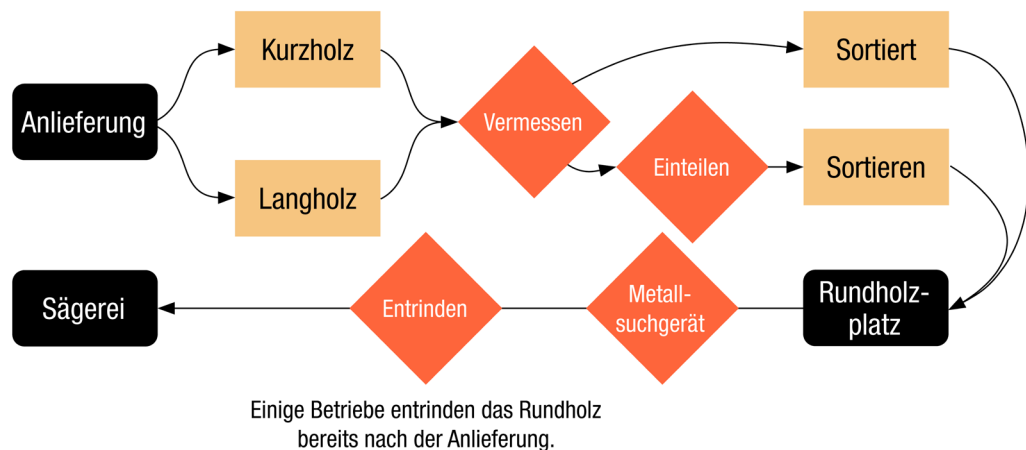 Kurzholz
Sortiert
Anlieferung
Vermessen
Einteilen
Sortieren
Langholz
Sägerei
Entrinden
Metall-
suchgerät
Rundholz-
platz
Einige Betriebe entrinden das Rundholz
bereits nach der Anlieferung.